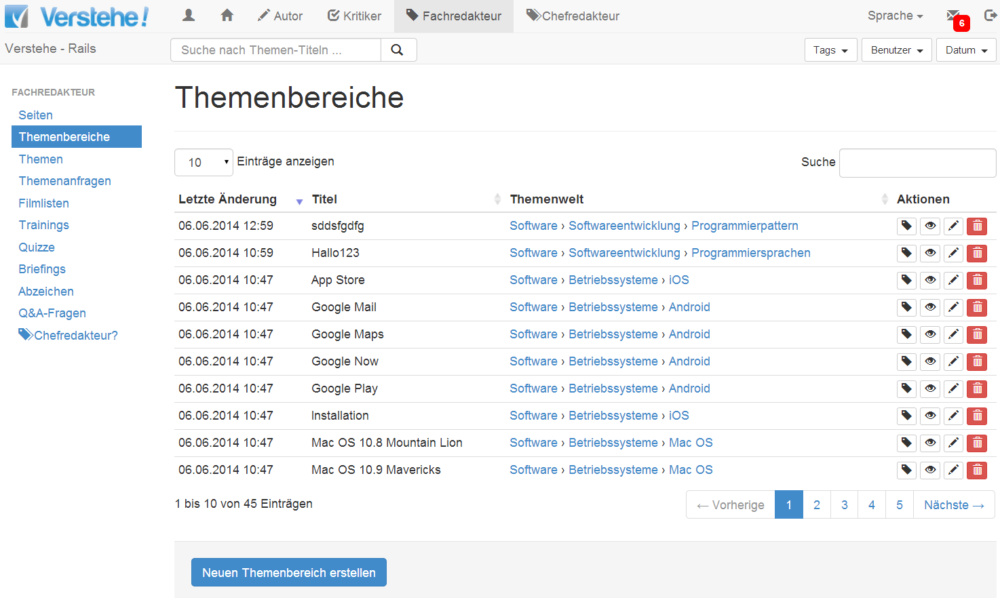 Verstehe! Autor Kritiker Fachredakteur Chefredakteur Sprache 6
Verstehe - Rails Suche nach Themen-Titeln ... Tags Benutzer Datum
FACHREDAKTEUR
Seiten
Themenbereiche
Themen
Themenanfragen
Filmlisten
Trainings
Quizze
Briefings
Abzeichen
Q&A-Fragen
Chefredakteur?
Themenbereiche
10 Einträge anzeigen Suche
Letzte Änderung Titel Themenwelt Aktionen
06.06.2014 12:59 sddsfgdfg Software › Softwareentwicklung › Programmierpattern
06.06.2014 10:59 Hallo123 Software › Softwareentwicklung › Programmiersprachen
06.06.2014 10:47 App Store Software › Betriebssysteme › iOS
06.06.2014 10:47 Google Mail Software › Betriebssysteme › Android
06.06.2014 10:47 Google Maps Software › Betriebssysteme › Android
06.06.2014 10:47 Google Now Software › Betriebssysteme › Android
06.06.2014 10:47 Google Play Software › Betriebssysteme › Android
06.06.2014 10:47 Installation Software › Betriebssysteme › iOS
06.06.2014 10:47 Mac OS 10.8 Mountain Lion Software › Betriebssysteme › Mac OS
06.06.2014 10:47 Mac OS 10.9 Mavericks Software › Betriebssysteme › Mac OS
1 bis 10 von 45 Einträgen ← Vorherige 1 2 3 4 5 Nächste →
Neuen Themenbereich erstellen